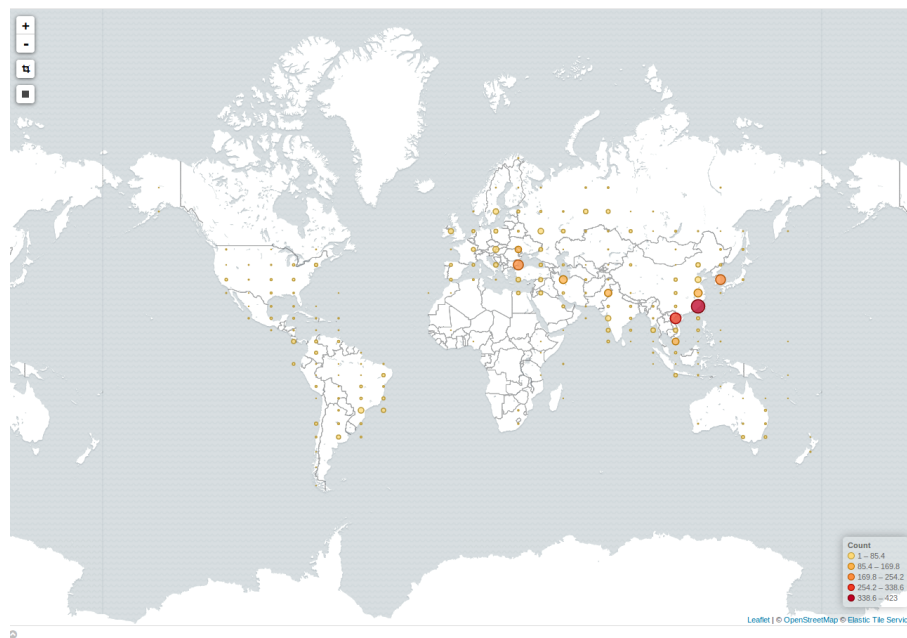 +
-
Count
1 – 85.4
85.4 – 169.8
169.8 – 254.2
254.2 – 338.6
338.6 – 423
Leaflet | © OpenStreetMap © Elastic Tile Servic